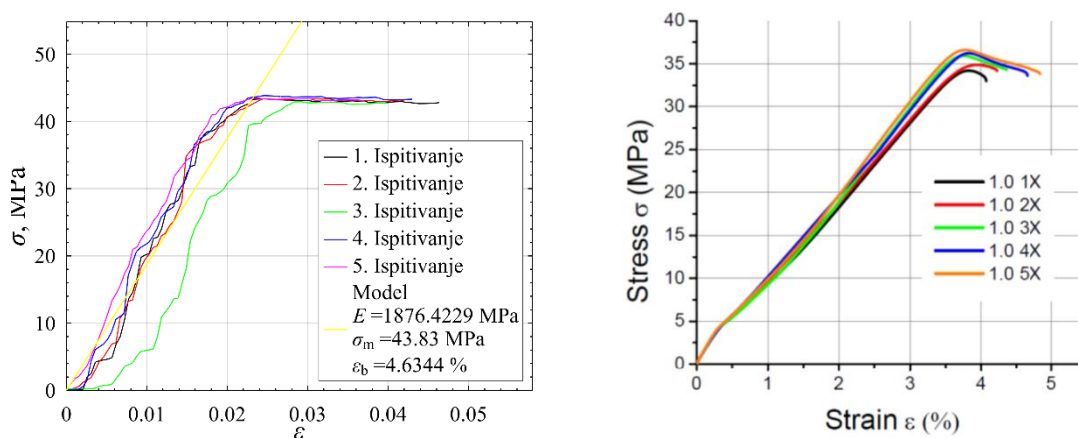 σ, MPa
50
40
30
20
10
0
0
0.01
0.02
0.03
0.04
0.05
ε
1. Ispitivanje
2. Ispitivanje
3. Ispitivanje
4. Ispitivanje
5. Ispitivanje
Model
E =1876.4229 MPa
σm =43.83 MPa
εb =4.6344 %
Stress σ (MPa)
40
35
30
25
20
15
10
5
0
0
1
2
3
4
5
Strain ε (%)
1.0 1X
1.0 2X
1.0 3X
1.0 4X
1.0 5X